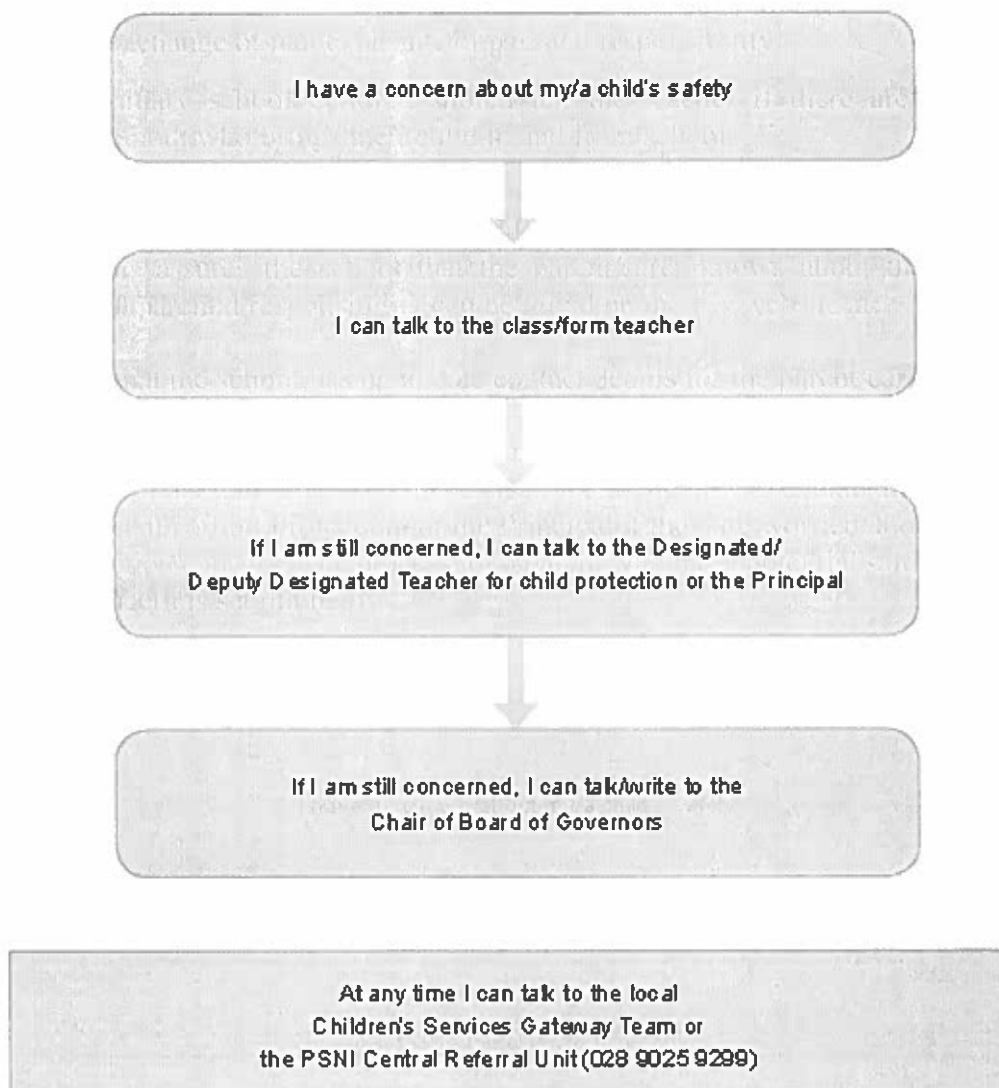 I have a concern about my/a child's safety
I can talk to the class/form teacher
If I am still concerned, I can talk to the Designated/
Deputy Designated Teacher for child protection or the Principal
If I am still concerned, I can talk/write to the
Chair of Board of Governors
At any time I can talk to the local
Children's Services Gateway Team or
the PSNI Central Referral Unit (028 9025 9299)